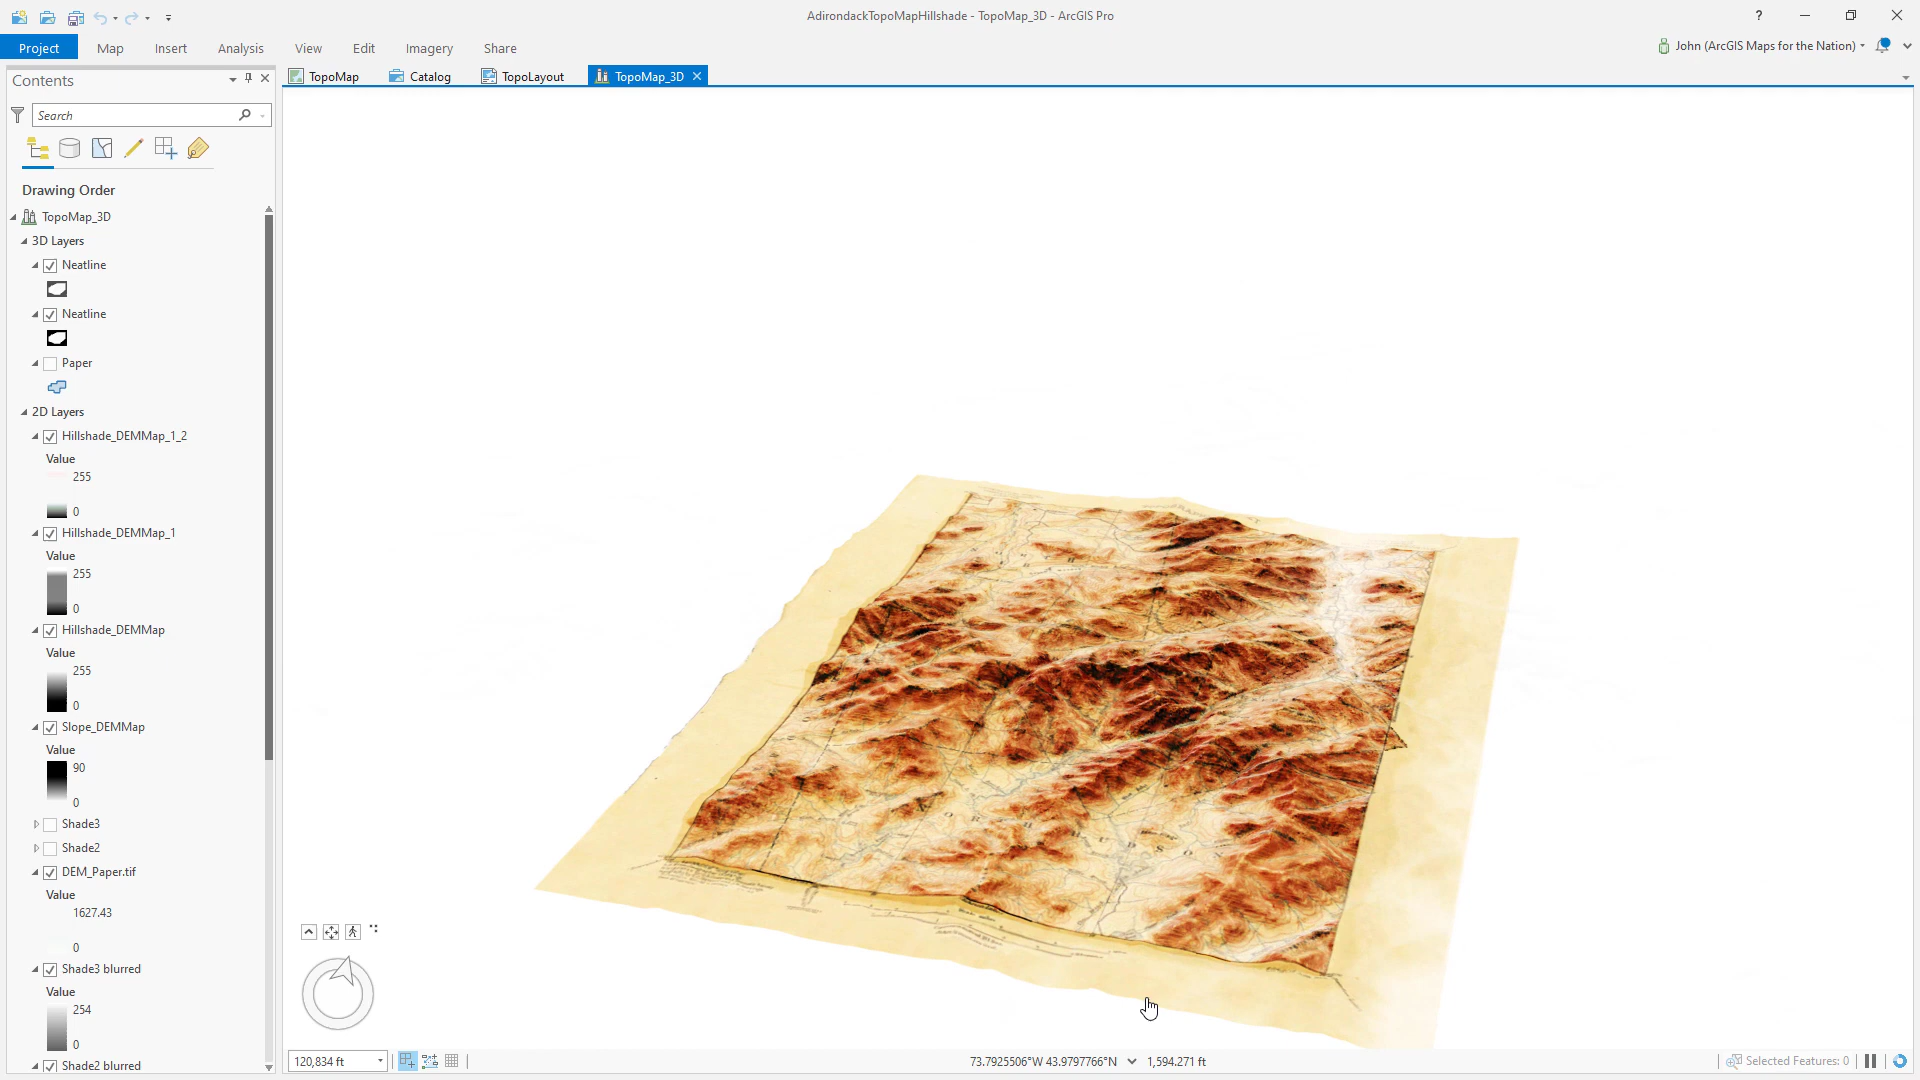 AdirondackTopoMapHillshade - TopoMap_3D - ArcGIS Pro
?
Project
Map
Insert
Analysis
View
Edit
Imagery
Share
John (ArcGIS Maps for the Nation)
Contents
TopoMap
Catalog
TopoLayout
TopoMap_3D
Search
Drawing Order
TopoMap_3D
3D Layers
Neatline
Neatline
Paper
2D Layers
Hillshade_DEMMap_1_2
Value
255
0
Hillshade_DEMMap_1
Value
255
0
Hillshade_DEMMap
Value
255
0
Slope_DEMMap
Value
90
0
Shade3
Shade2
DEM_Paper.tif
Value
1627.43
0
Shade3 blurred
Value
254
0
Shade2 blurred
120,834 ft
73.7925506°W 43.9797766°N
1,594.271 ft
Selected Features: 0